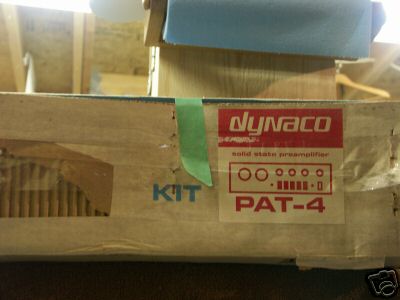 dynaco
solid state preamplifier
KIT
PAT-4